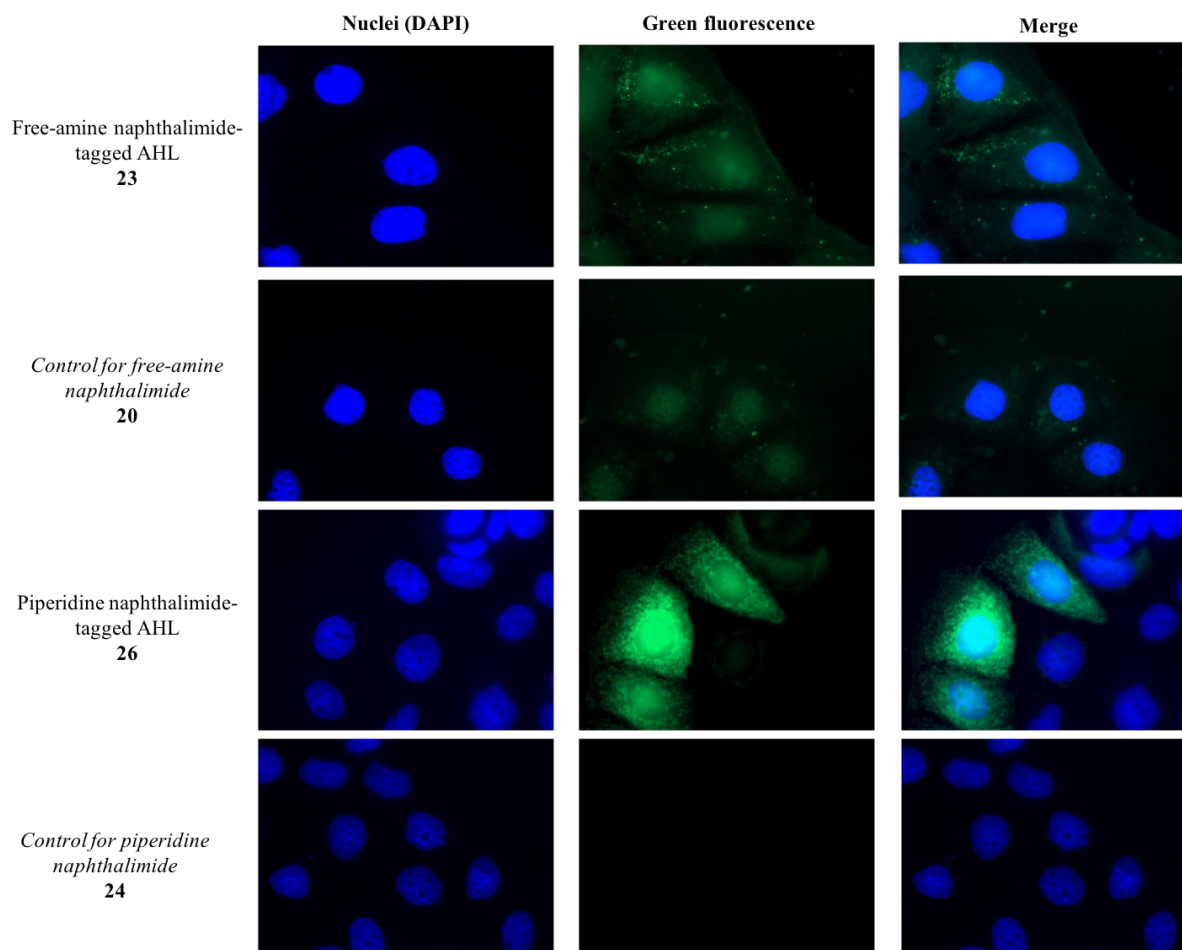 Nuclei (DAPI)
Green fluorescence
Merge
Free-amine naphthalimide-
tagged AHL
23
Control for free-amine
naphthalimide
20
Piperidine naphthalimide-
tagged AHL
26
Control for piperidine
naphthalimide
24